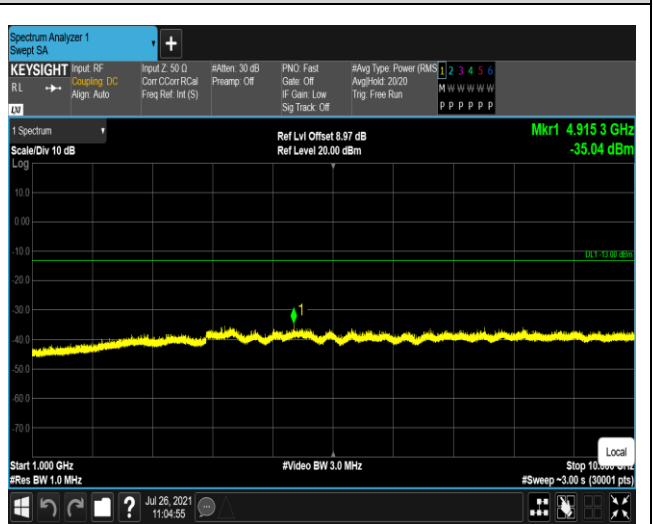 Spectrum Analyzer 1
Swept SA
+
KEYSIGHT Input: RF Input Z: 50 Ω #Atten: 30 dB PNO: Fast #Avg Type: Power (RMS 1 2 3 4 5 6
RL Coupling: DC Corr CCorr RCal Preamp: Off Gate: Off Avg|Hold: 20/20 M W W W W W
Align: Auto Freq Ref: Int (S) IF Gain: Low Trig: Free Run
LXI Sig Track: Off P P P P P P
1 Spectrum Ref Lvl Offset 8.97 dB Mkr1 4.915 3 GHz
Scale/Div 10 dB Ref Level 20.00 dBm -35.04 dBm
Log
10.0
0.00
-10.0
DL1 -13.00 dBm
-20.0
-30.0
1
-40.0
-50.0
-60.0
-70.0
Local
Start 1.000 GHz #Video BW 3.0 MHz Stop
#Res BW 1.0 MHz #Sweep ~3.00 s (30001 pts)
? Jul 26, 2021
11:04:55